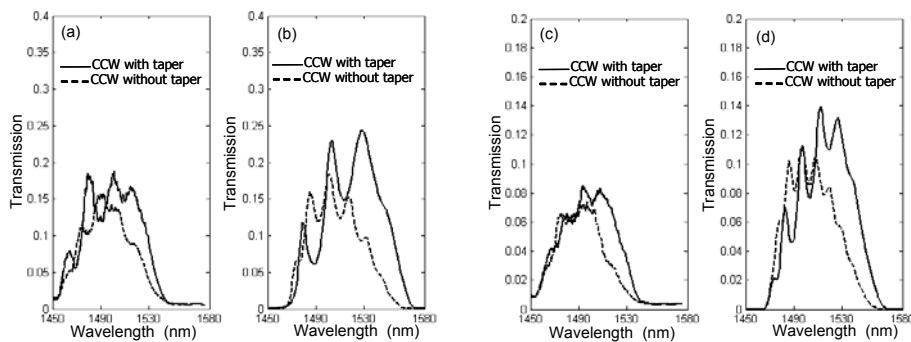 (a)
CCW with taper
CCW without taper
Transmission
0.4
0.35
0.3
0.25
0.2
0.15
0.1
0.05
0
1450
1490
1530
1580
Wavelength (nm)
(b)
CCW with taper
CCW without taper
Transmission
0.4
0.35
0.3
0.25
0.2
0.15
0.1
0.05
0
1450
1490
1530
1580
Wavelength (nm)
(c)
CCW with taper
CCW without taper
Transmission
0.2
0.18
0.16
0.14
0.12
0.1
0.08
0.06
0.04
0.02
0
1450
1490
1530
1580
Wavelength (nm)
(d)
CCW with taper
CCW without taper
Transmission
0.2
0.18
0.16
0.14
0.12
0.1
0.08
0.06
0.04
0.02
0
1450
1490
1530
1580
Wavelength (nm)